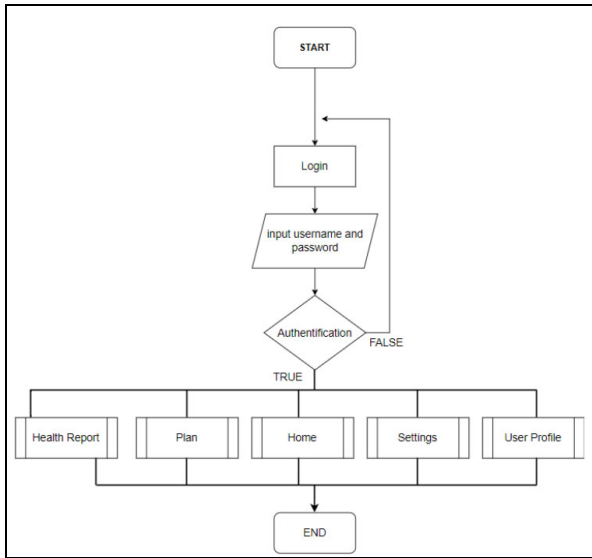 START
Login
input username and
password
Authentification
FALSE
TRUE
Health Report
Plan
Home
Settings
User Profile
END